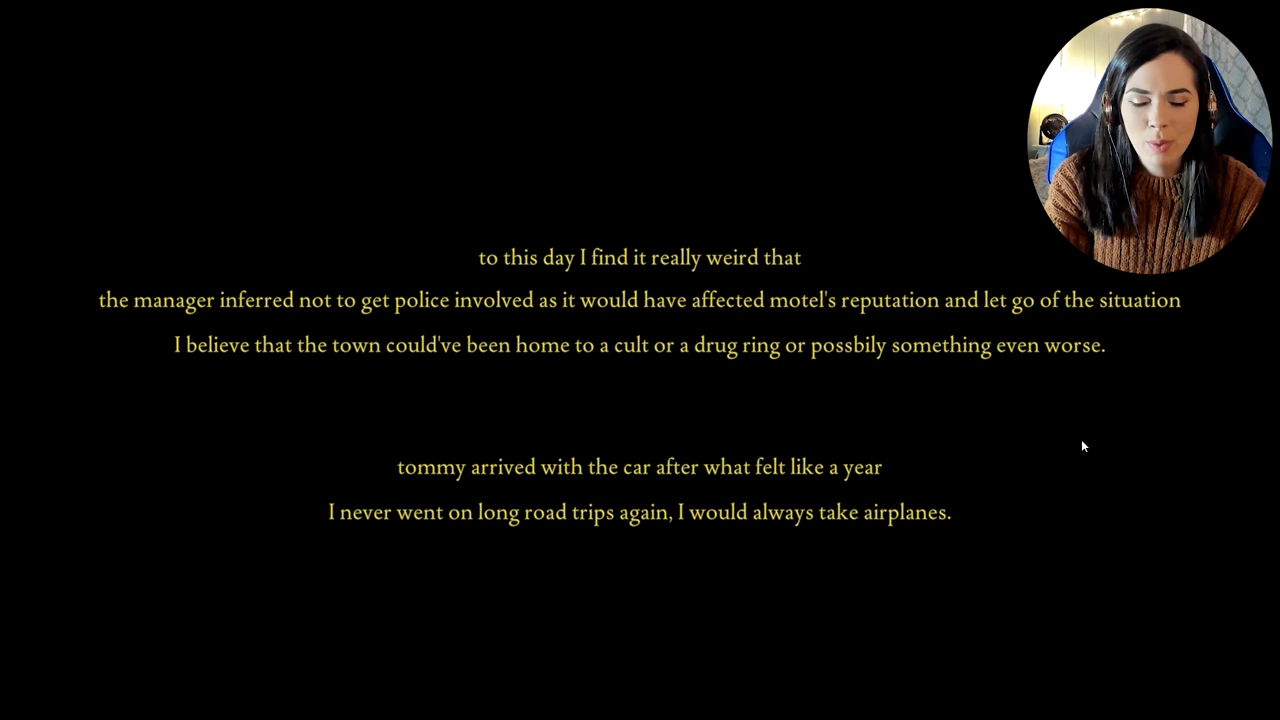 to this day I find it really weird that
the manager inferred not to get police involved as it would have affected motel's reputation and let go of the situation
I believe that the town could've been home to a cult or a drug ring or possbily something even worse.
tommy arrived with the car after what felt like a year
I never went on long road trips again, I would always take airplanes.